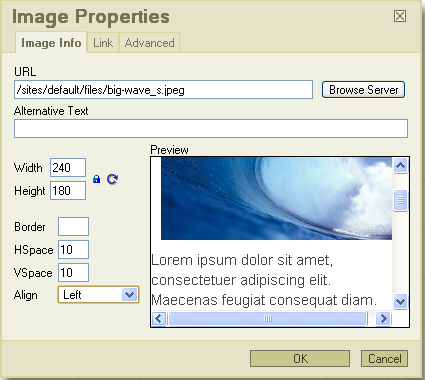 Image Properties
Image Info Link Advanced
URL
/sites/default/files/big-wave_s.jpeg Browse Server
Alternative Text
Preview
Width 240
Height 180
Border
HSpace 10
VSpace 10
Align Left
Lorem ipsum dolor sit amet,
consectetuer adipiscing elit.
Maecenas feugiat consequat diam.
OK Cancel